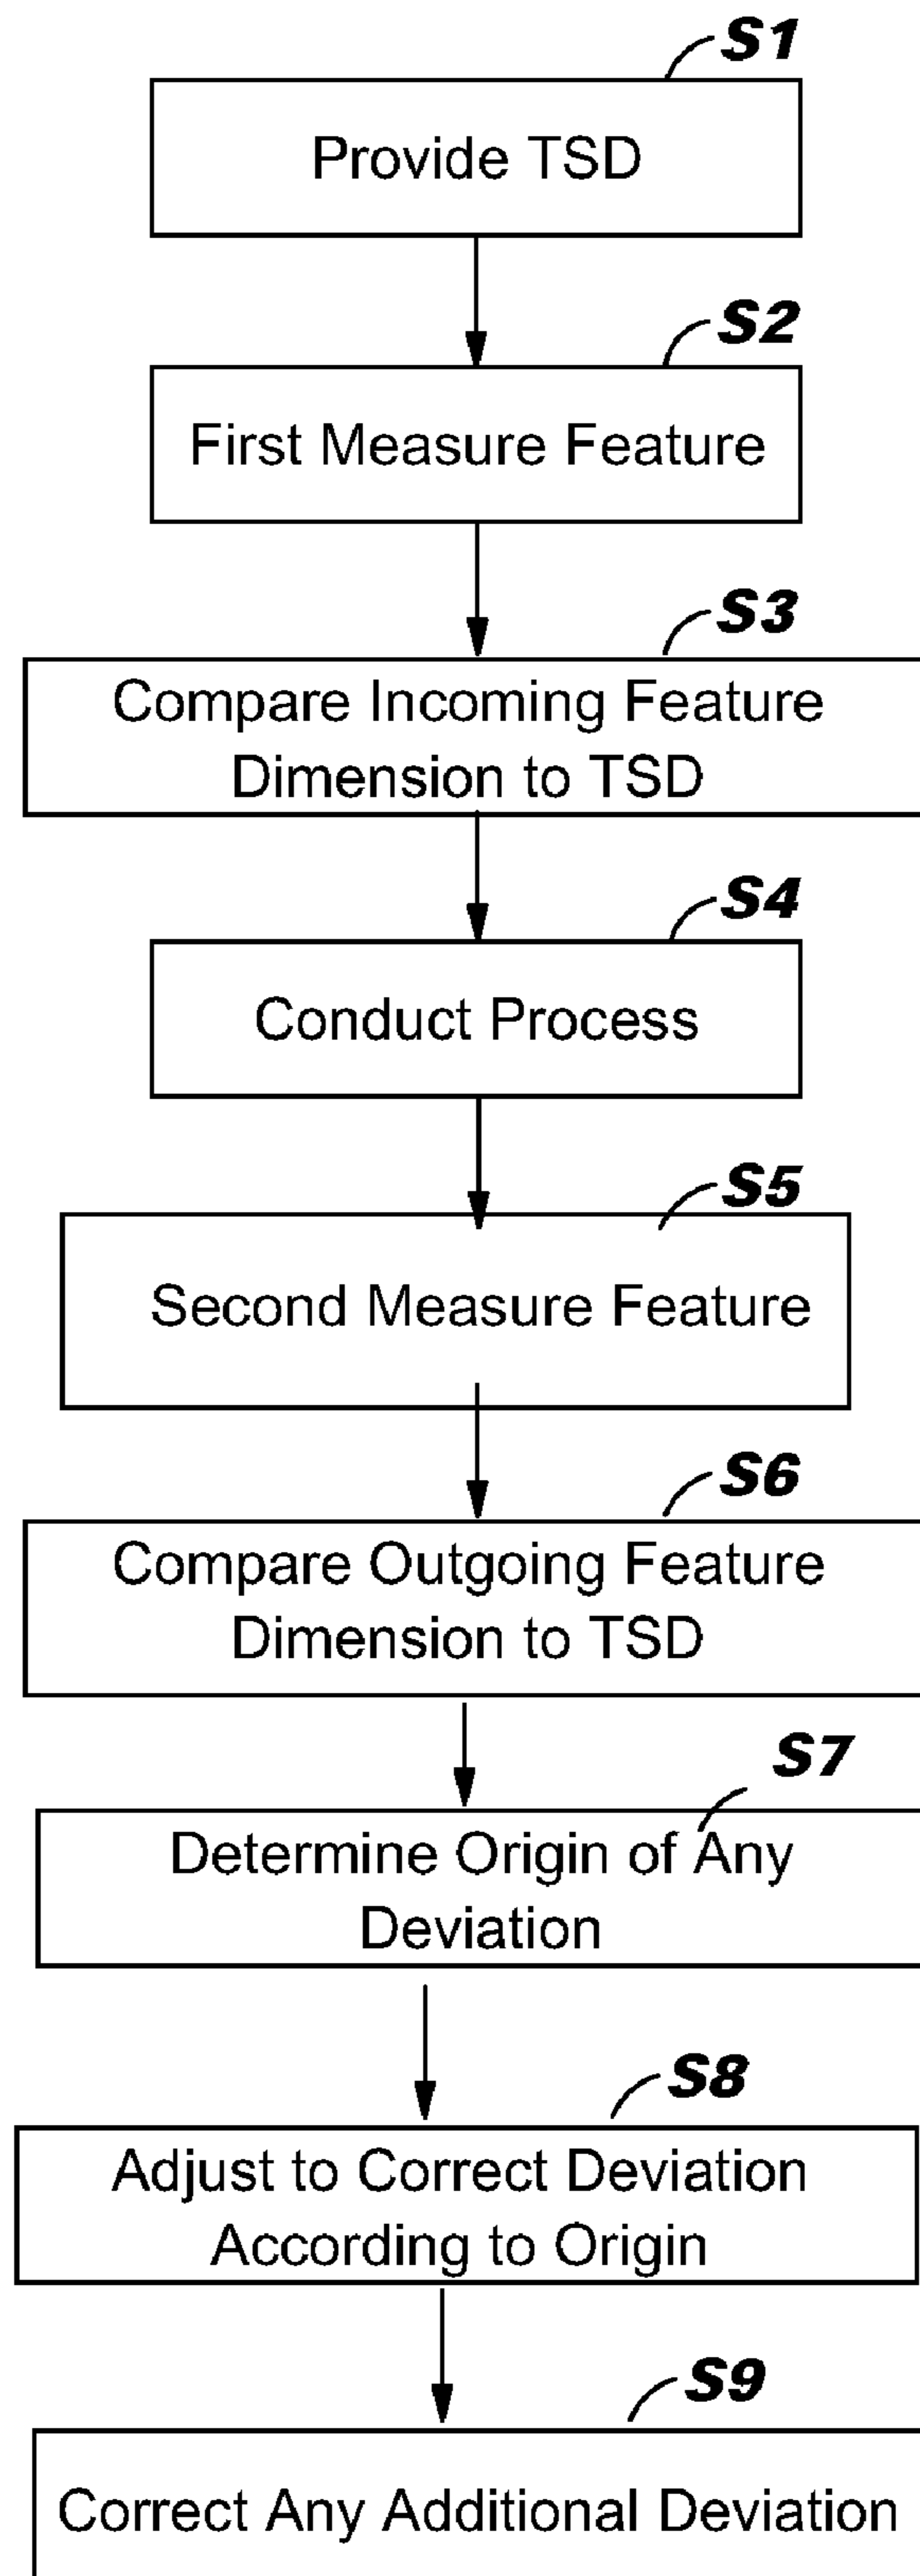 S1
Provide TSD
S2
First Measure Feature
S3
Compare Incoming Feature
Dimension to TSD
S4
Conduct Process
S5
Second Measure Feature
S6
Compare Outgoing Feature
Dimension to TSD
S7
Determine Origin of Any
Deviation
S8
Adjust to Correct Deviation
According to Origin
S9
Correct Any Additional Deviation